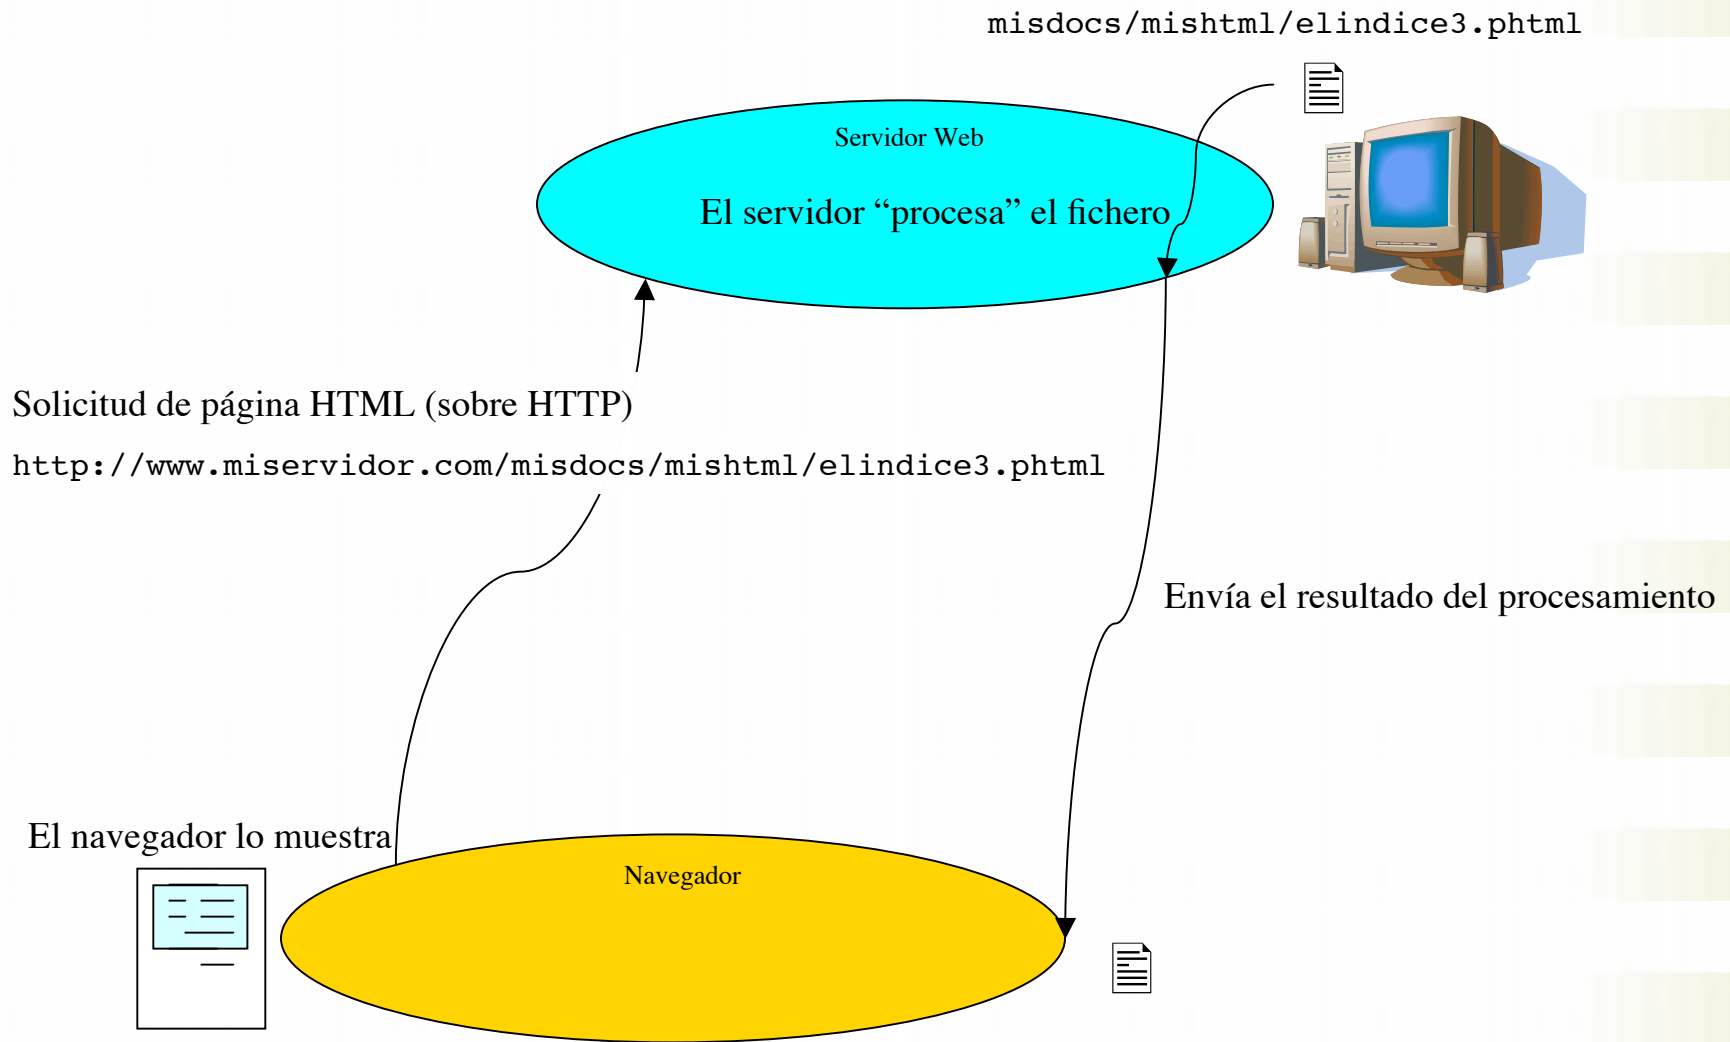 misdocs/mishtml/elindice3.phtml
Servidor Web
El servidor “procesa” el fichero
Solicitud de página HTML (sobre HTTP)
http://www.miservidor.com/misdocs/mishtml/elindice3.phtml
Envía el resultado del procesamiento
El navegador lo muestra
Navegador